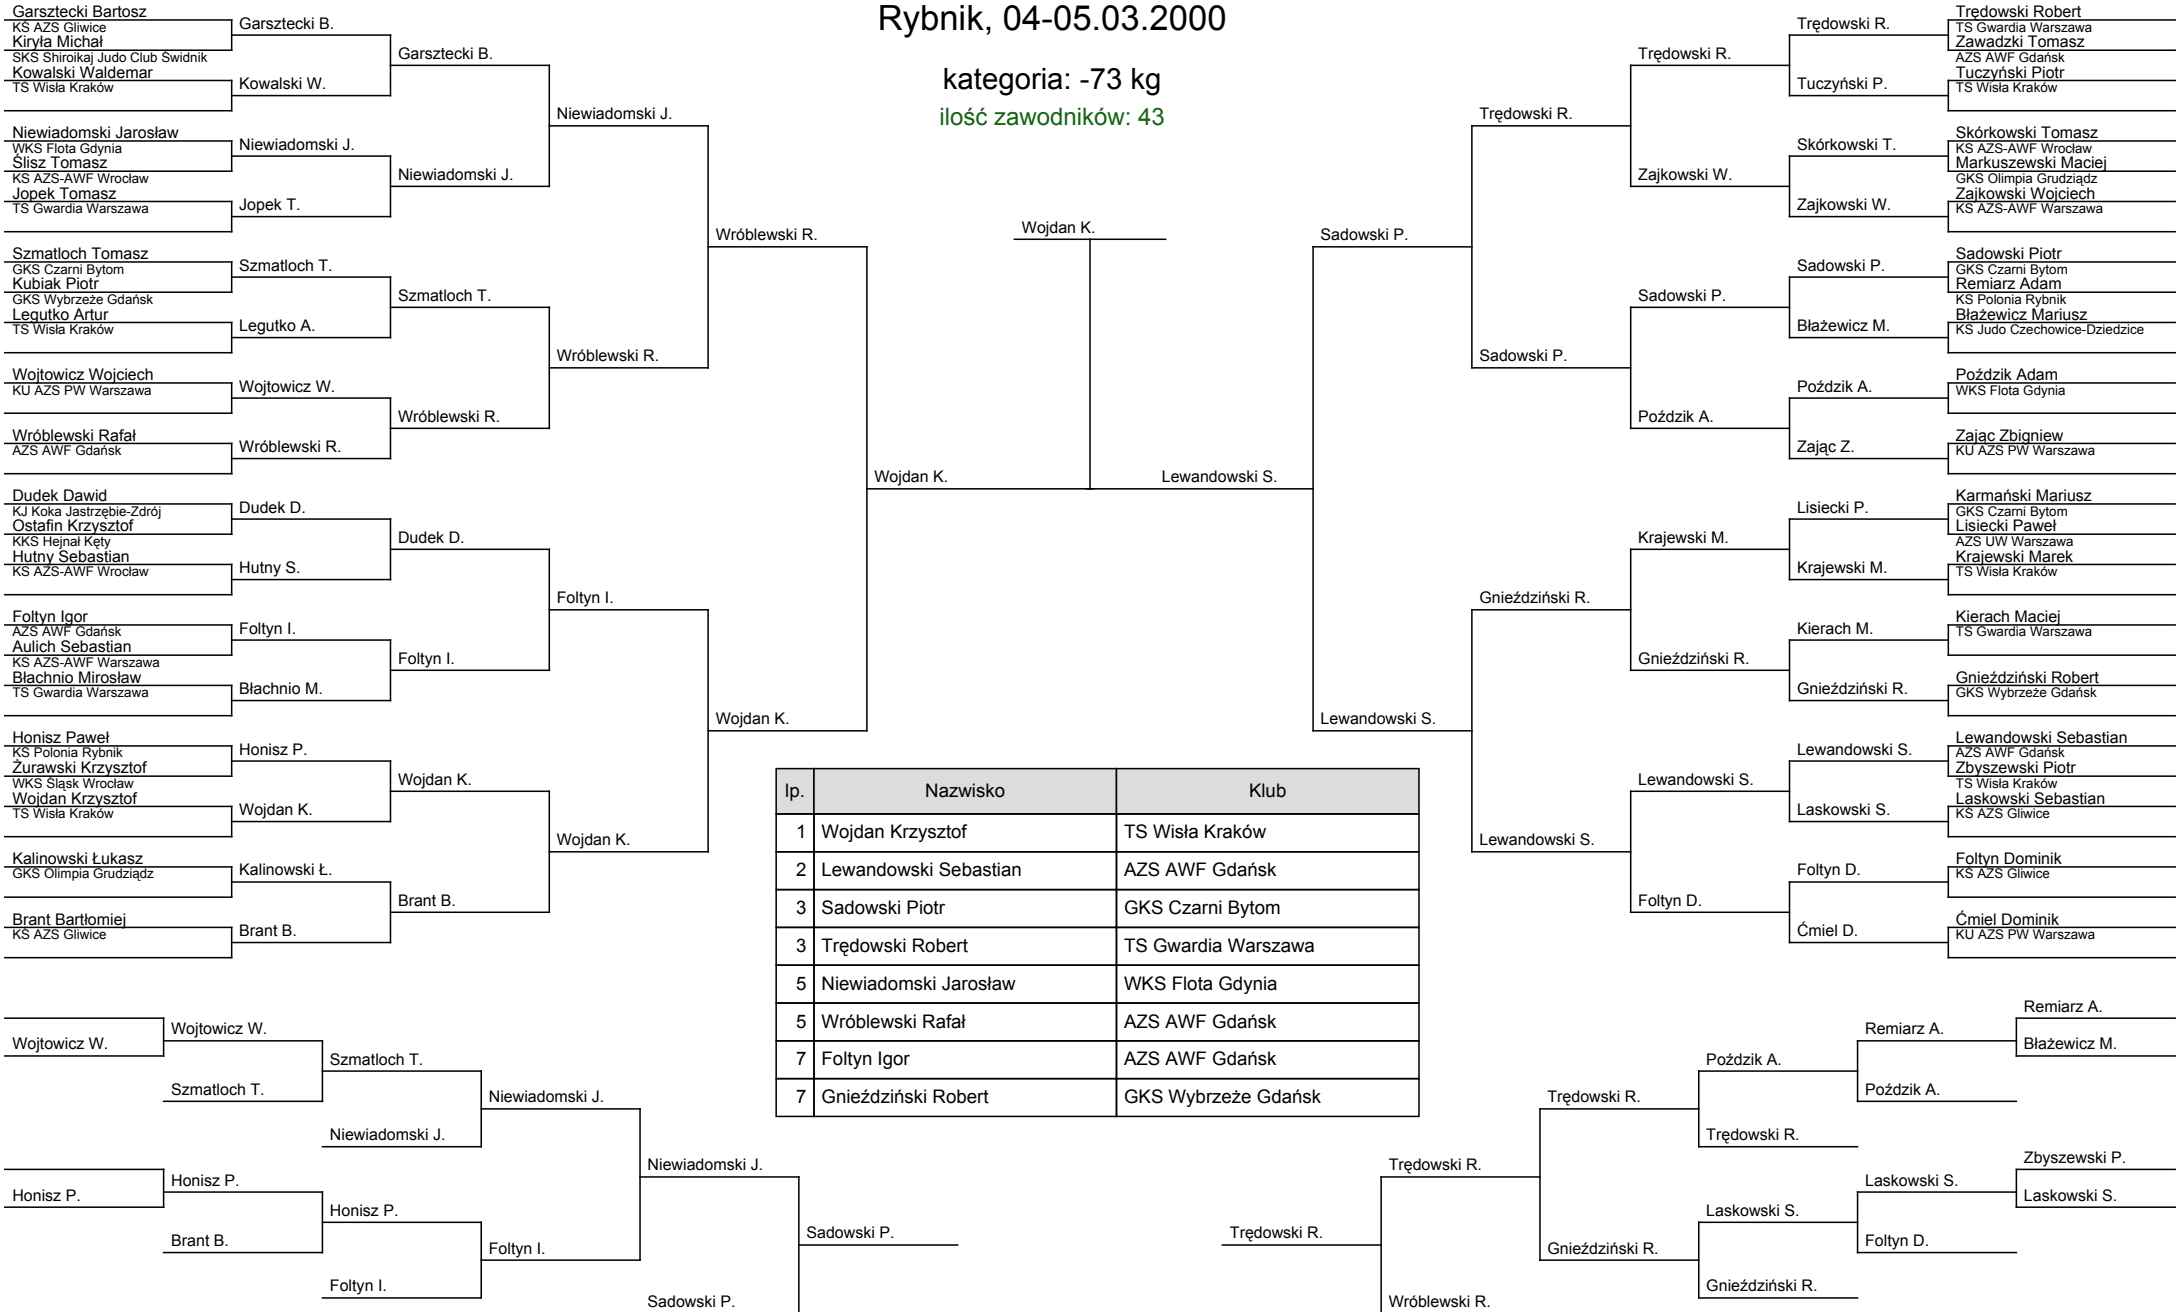 Rybnik, 04-05.03.2000
kategoria: -73 kg
ilość zawodników: 43
Garsztecki Bartosz
KS AZS Gliwice
Kiryła Michał
SKS Shiroikaj Judo Club Świdnik
Kowalski Waldemar
TS Wisła Kraków
Niewiadomski Jarosław
WKS Flota Gdynia
Ślisz Tomasz
KS AZS-AWF Wrocław
Jopek Tomasz
TS Gwardia Warszawa
Szmatloch Tomasz
GKS Czarni Bytom
Kubiak Piotr
GKS Wybrzeże Gdańsk
Legutko Artur
TS Wisła Kraków
Wojtowicz Wojciech
KU AZS PW Warszawa
Wróblewski Rafał
AZS AWF Gdańsk
Dudek Dawid
KJ Koka Jastrzębie-Zdrój
Ostafin Krzysztof
KKS Hejnał Kęty
Hutny Sebastian
KS AZS-AWF Wrocław
Foltyn Igor
AZS AWF Gdańsk
Aulich Sebastian
KS AZS-AWF Warszawa
Błachnio Mirosław
TS Gwardia Warszawa
Honisz Paweł
KS Polonia Rybnik
Żurawski Krzysztof
WKS Śląsk Wrocław
Wojdan Krzysztof
TS Wisła Kraków
Kalinowski Łukasz
GKS Olimpia Grudziądz
Brant Bartłomiej
KS AZS Gliwice
Garsztecki B.
Kowalski W.
Niewiadomski J.
Jopek T.
Szmatloch T.
Legutko A.
Wojtowicz W.
Wróblewski R.
Dudek D.
Hutny S.
Foltyn I.
Błachnio M.
Honisz P.
Wojdan K.
Kalinowski Ł.
Brant B.
Garsztecki B.
Niewiadomski J.
Szmatloch T.
Wróblewski R.
Dudek D.
Foltyn I.
Wojdan K.
Brant B.
Niewiadomski J.
Wróblewski R.
Foltyn I.
Wojdan K.
Wróblewski R.
Wojdan K.
Wojdan K.
Wojdan K.
Lewandowski S.
Sadowski P.
Lewandowski S.
Trędowski R.
Sadowski P.
Gnieździński R.
Lewandowski S.
Trędowski R.
Zajkowski W.
Sadowski P.
Poździk A.
Krajewski M.
Gnieździński R.
Lewandowski S.
Foltyn D.
Trędowski R.
Tuczyński P.
Skórkowski T.
Zajkowski W.
Sadowski P.
Błażewicz M.
Poździk A.
Zając Z.
Lisiecki P.
Krajewski M.
Kierach M.
Gnieździński R.
Lewandowski S.
Laskowski S.
Foltyn D.
Ćmiel D.
Trędowski Robert
TS Gwardia Warszawa
Zawadzki Tomasz
AZS AWF Gdańsk
Tuczyński Piotr
TS Wisła Kraków
Skórkowski Tomasz
KS AZS-AWF Wrocław
Markuszewski Maciej
GKS Olimpia Grudziądz
Zajkowski Wojciech
KS AZS-AWF Warszawa
Sadowski Piotr
GKS Czarni Bytom
Remiarz Adam
KS Polonia Rybnik
Błażewicz Mariusz
KS Judo Czechowice-Dziedzice
Poździk Adam
WKS Flota Gdynia
Zając Zbigniew
KU AZS PW Warszawa
Karmański Mariusz
GKS Czarni Bytom
Lisiecki Paweł
AZS UW Warszawa
Krajewski Marek
TS Wisła Kraków
Kierach Maciej
TS Gwardia Warszawa
Gnieździński Robert
GKS Wybrzeże Gdańsk
Lewandowski Sebastian
AZS AWF Gdańsk
Zbyszewski Piotr
TS Wisła Kraków
Laskowski Sebastian
KS AZS Gliwice
Foltyn Dominik
KS AZS Gliwice
Ćmiel Dominik
KU AZS PW Warszawa
lp. Nazwisko Klub
1 Wojdan Krzysztof TS Wisła Kraków
2 Lewandowski Sebastian AZS AWF Gdańsk
3 Sadowski Piotr GKS Czarni Bytom
3 Trędowski Robert TS Gwardia Warszawa
5 Niewiadomski Jarosław WKS Flota Gdynia
5 Wróblewski Rafał AZS AWF Gdańsk
7 Foltyn Igor AZS AWF Gdańsk
7 Gnieździński Robert GKS Wybrzeże Gdańsk
Wojtowicz W.
Honisz P.
Wojtowicz W.
Szmatloch T.
Honisz P.
Brant B.
Szmatloch T.
Niewiadomski J.
Honisz P.
Foltyn I.
Niewiadomski J.
Foltyn I.
Niewiadomski J.
Sadowski P.
Sadowski P.
Trędowski R.
Trędowski R.
Wróblewski R.
Trędowski R.
Gnieździński R.
Poździk A.
Trędowski R.
Laskowski S.
Gnieździński R.
Remiarz A.
Poździk A.
Laskowski S.
Foltyn D.
Remiarz A.
Błażewicz M.
Zbyszewski P.
Laskowski S.